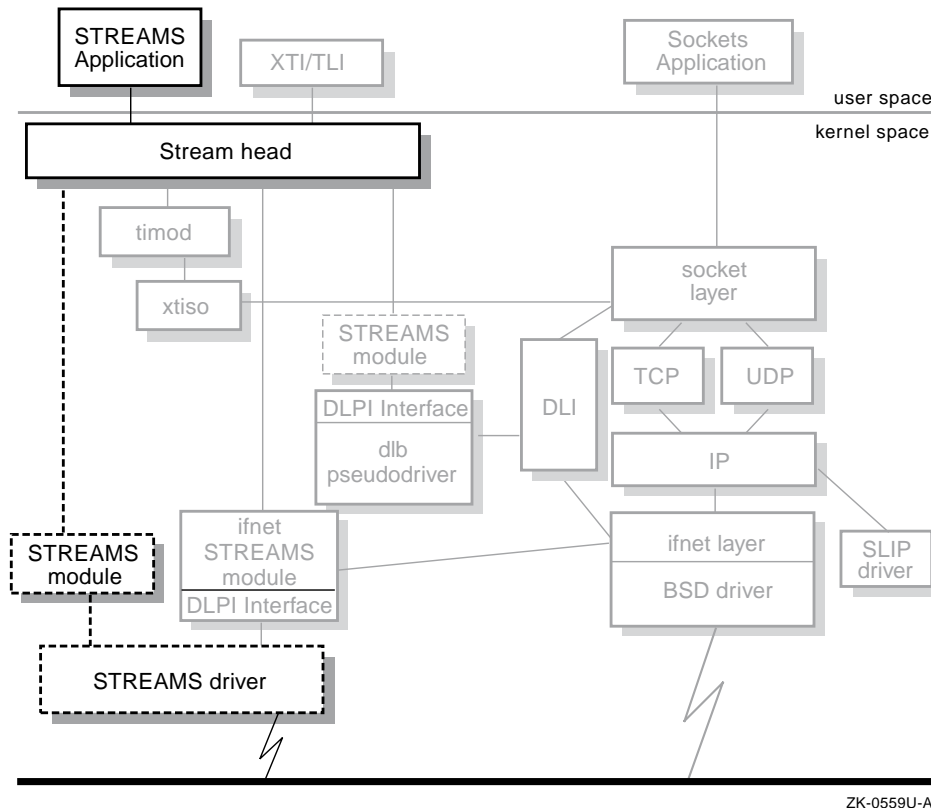 STREAMS
Application
XTI/TLI
Sockets
Application
user space
kernel space
Stream head
timod
socket
layer
xtiso
STREAMS
module
TCP
UDP
DLI
DLPI Interface
dlb
pseudodriver
IP
ifnet
STREAMS
module
DLPI Interface
ifnet layer
BSD driver
SLIP
driver
STREAMS
module
STREAMS driver
ZK-0559U-AI